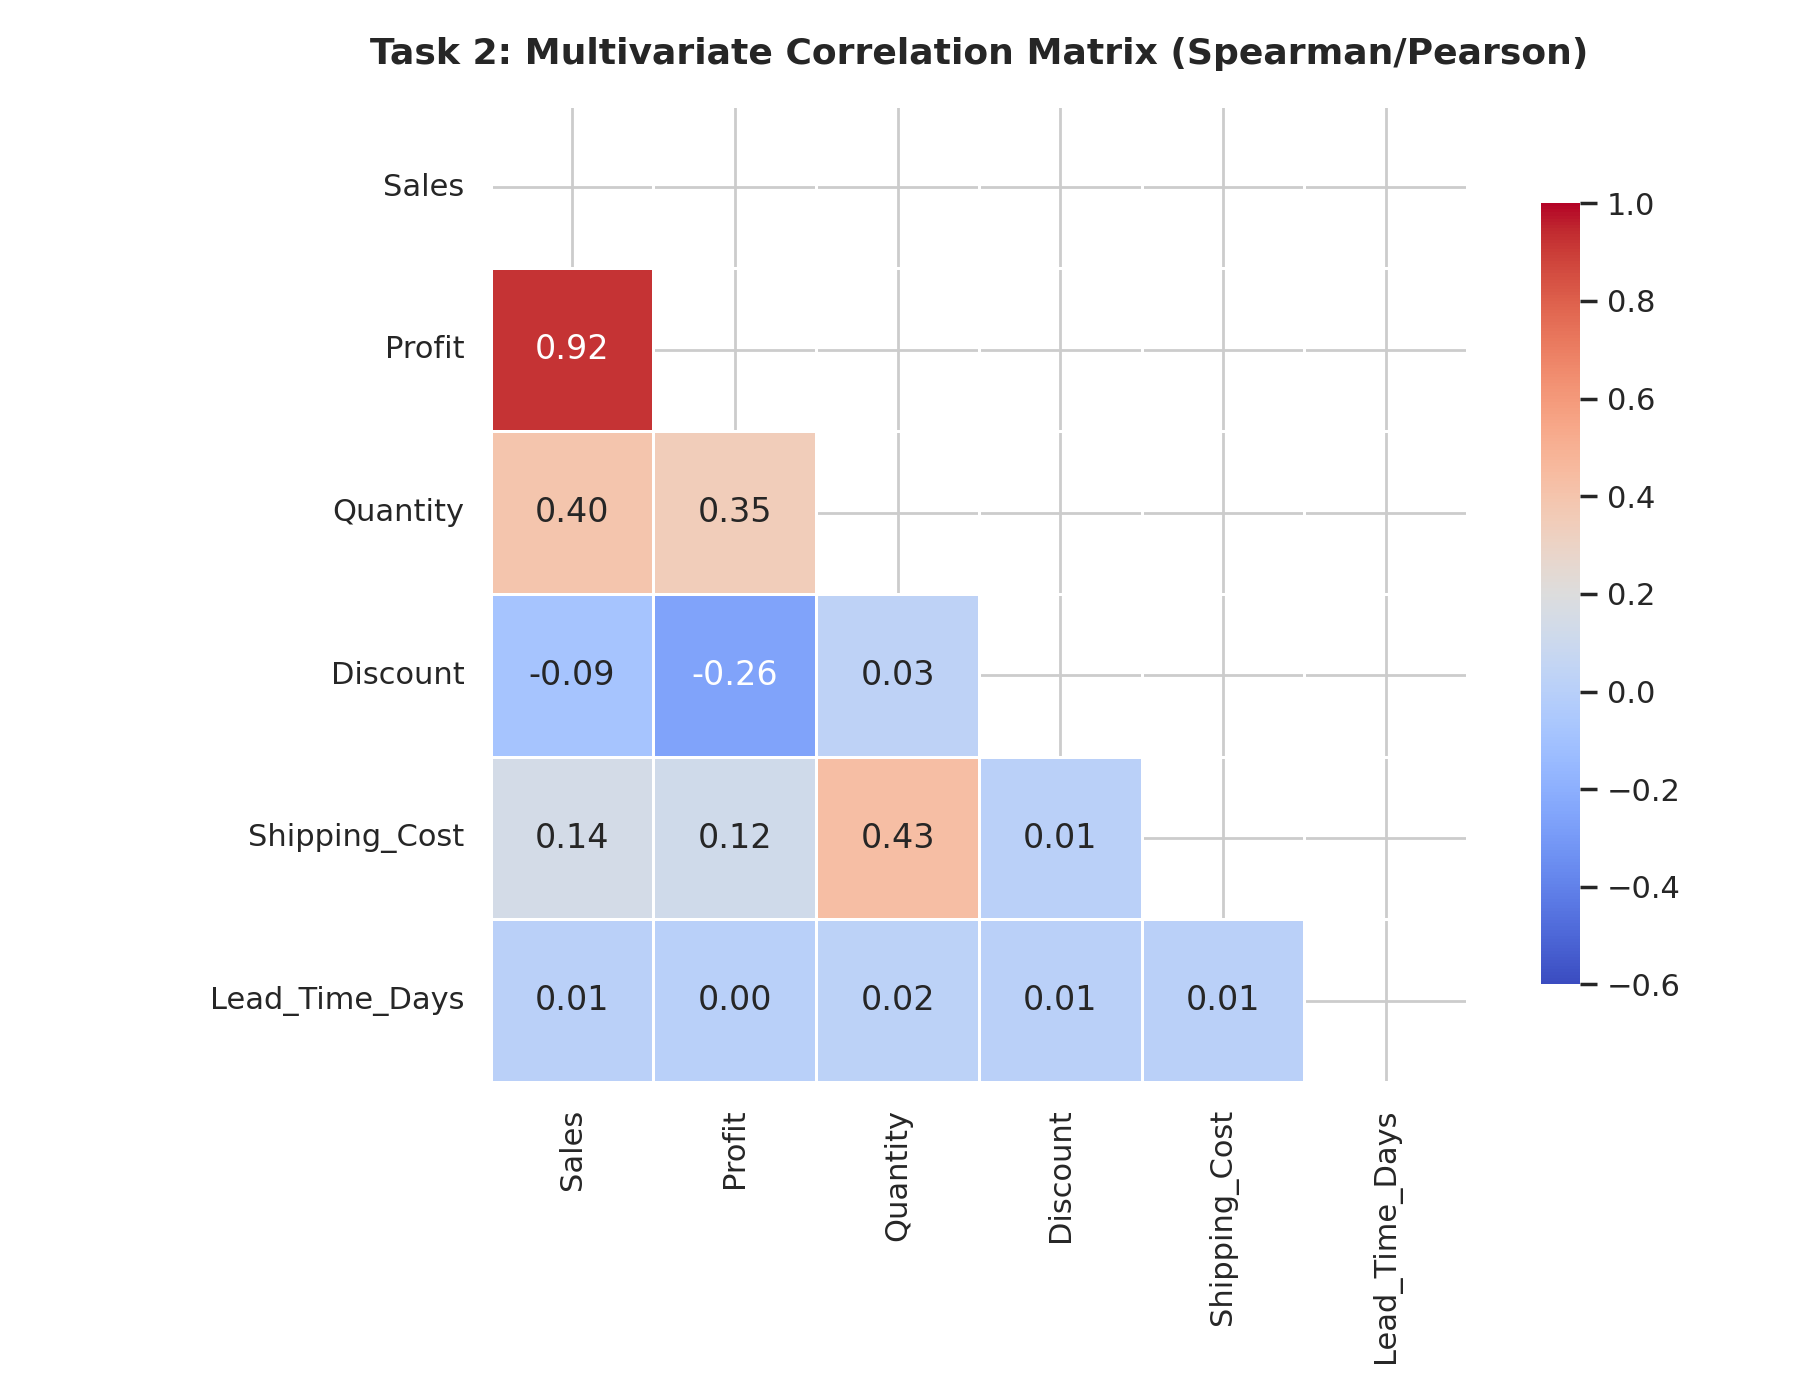 Task 2: Multivariate Correlation Matrix (Spearman/Pearson)
Sales
Profit
0.92
Quantity
0.40 0.35
Discount
-0.09 -0.26 0.03
Shipping_Cost
0.14 0.12 0.43 0.01
Lead_Time_Days
0.01 0.00 0.02 0.01 0.01
Sales
Profit
Quantity
Discount
Shipping_Cost
Lead_Time_Days
1.0
0.8
0.6
0.4
0.2
0.0
−0.2
−0.4
−0.6